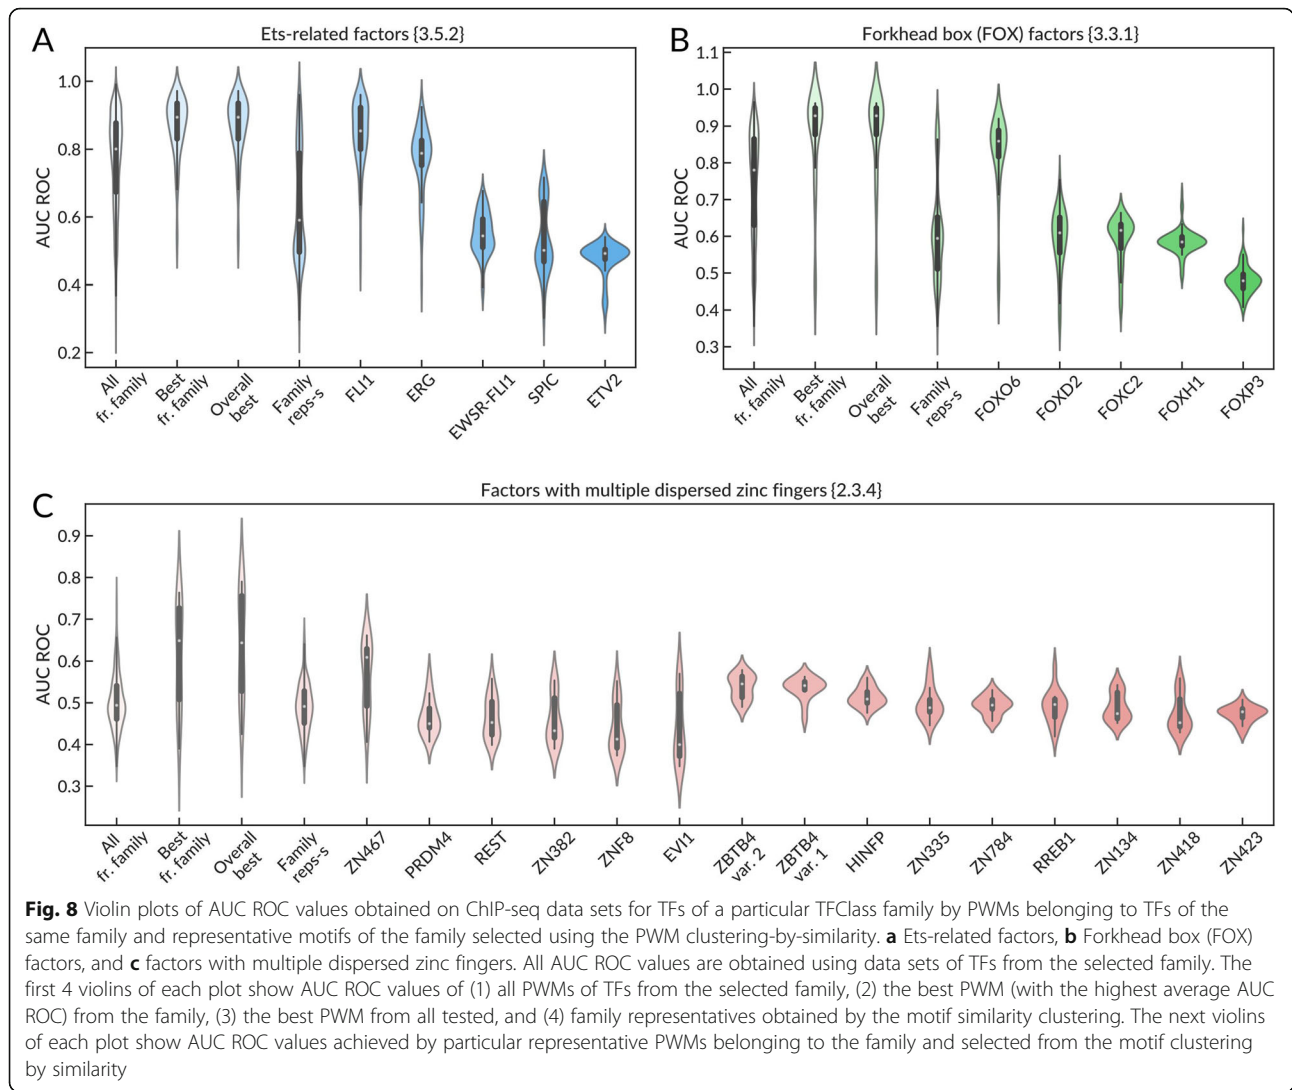 A
Ets-related factors {3.5.2}
AUC ROC
1.0
0.8
0.6
0.4
0.2
All
fr. family
Best
fr. family
Overall
best
Family
reps-s
FLI1
ERG
EWSR-FLI1
SPIC
ETV2
B
Forkhead box (FOX) factors {3.3.1}
AUC ROC
1.1
1.0
0.9
0.8
0.7
0.6
0.5
0.4
0.3
All
fr. family
Best
fr. family
Overall
best
Family
reps-s
FOXO6
FOXD2
FOXC2
FOXH1
FOXP3
C
Factors with multiple dispersed zinc fingers {2.3.4}
AUC ROC
0.9
0.8
0.7
0.6
0.5
0.4
0.3
All
fr. family
Best
fr. family
Overall
best
Family
reps-s
ZN467
PRDM4
REST
ZN382
ZNF8
EVI1
ZBTB4
var. 2
ZBTB4
var. 1
HINFP
ZN335
ZN784
RREB1
ZN134
ZN418
ZN423
Fig. 8 Violin plots of AUC ROC values obtained on ChIP-seq data sets for TFs of a particular TFClass family by PWMs belonging to TFs of the
same family and representative motifs of the family selected using the PWM clustering-by-similarity. a Ets-related factors, b Forkhead box (FOX)
factors, and c factors with multiple dispersed zinc fingers. All AUC ROC values are obtained using data sets of TFs from the selected family. The
first 4 violins of each plot show AUC ROC values of (1) all PWMs of TFs from the selected family, (2) the best PWM (with the highest average AUC
ROC) from the family, (3) the best PWM from all tested, and (4) family representatives obtained by the motif similarity clustering. The next violins
of each plot show AUC ROC values achieved by particular representative PWMs belonging to the family and selected from the motif clustering
by similarity